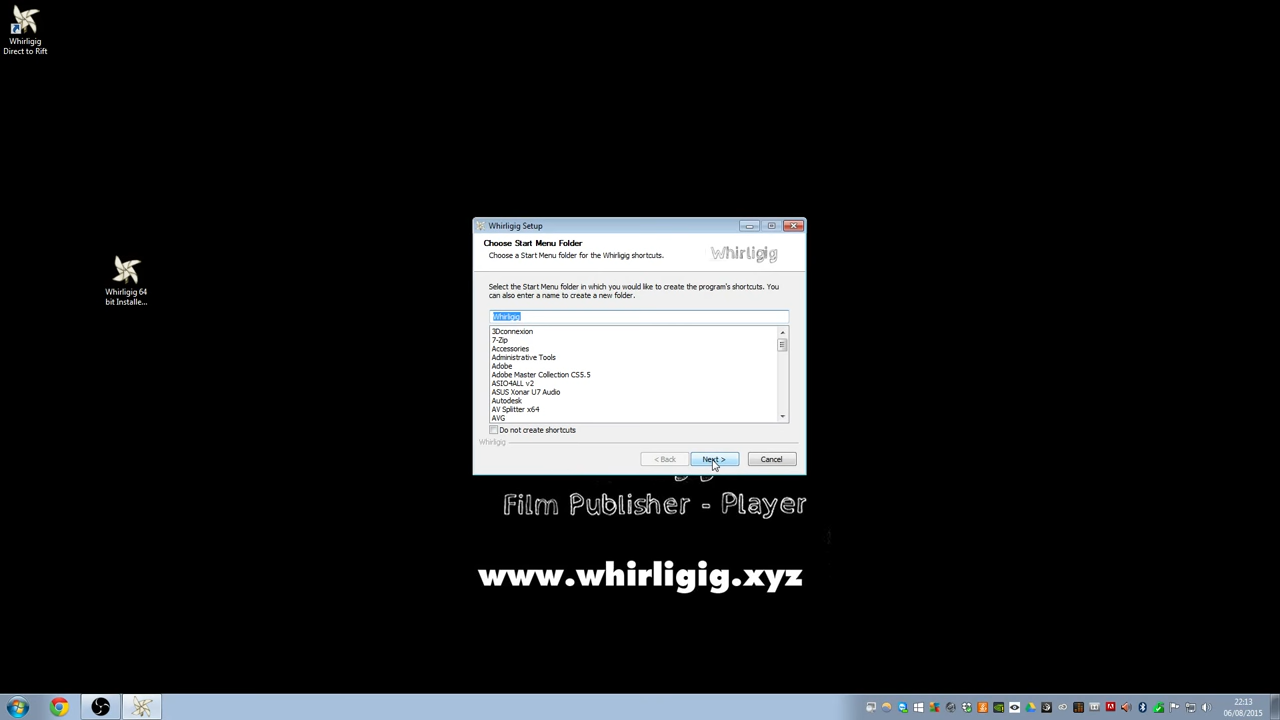 Whirligig
Direct to Rift
Whirligig 64
bit Installe...
Whirligig Setup
Choose Start Menu Folder
Choose a Start Menu folder for the Whirligig shortcuts.
Whirligig
Select the Start Menu folder in which you would like to create the program's shortcuts. You
can also enter a name to create a new folder.
Whirligig
3Dconnexion
7-Zip
Accessories
Administrative Tools
Adobe
Adobe Master Collection CS5.5
ASIO4ALL v2
ASUS Xonar U7 Audio
Autodesk
AV Splitter x64
AVG
Do not create shortcuts
Whirligig
< Back
Next >
Cancel
Film Publisher - Player
www.whirligig.xyz
22:13
06/08/2015